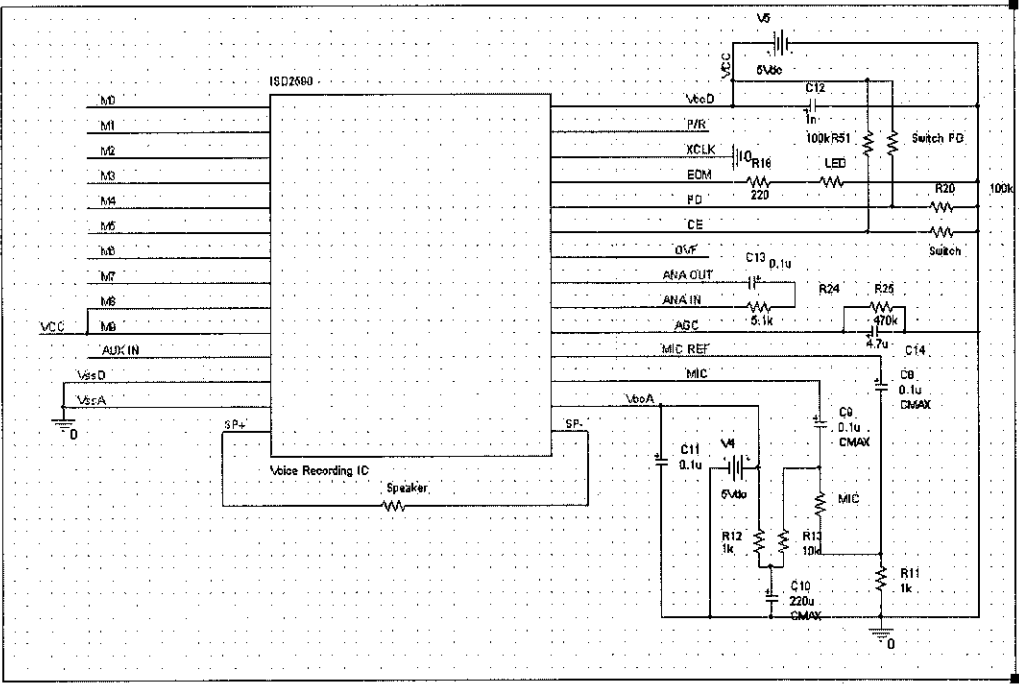 V5
VCC
5Vdc
ISD2590
C12
M0
VccD
1n
M1
P/R
100k
R51
Switch PD
M2
XCLK
0
R16
LED
M3
EOM
220
R20
100k
M4
PD
M5
CE
Switch
M6
OVF
C13
0.1u
M7
ANA OUT
R24
R25
M8
ANA IN
5.1k
470k
VCC
M9
AGC
4.7u
C14
AUX IN
MIC REF
C8
0.1u
CMAX
VssD
MIC
VssA
VccA
C9
0.1u
CMAX
0
SP+
SP-
C11
0.1u
V4
5Vdc
Voice Recording IC
Speaker
MIC
R12
1k
R13
10k
C10
220u
CMAX
R11
1k
0